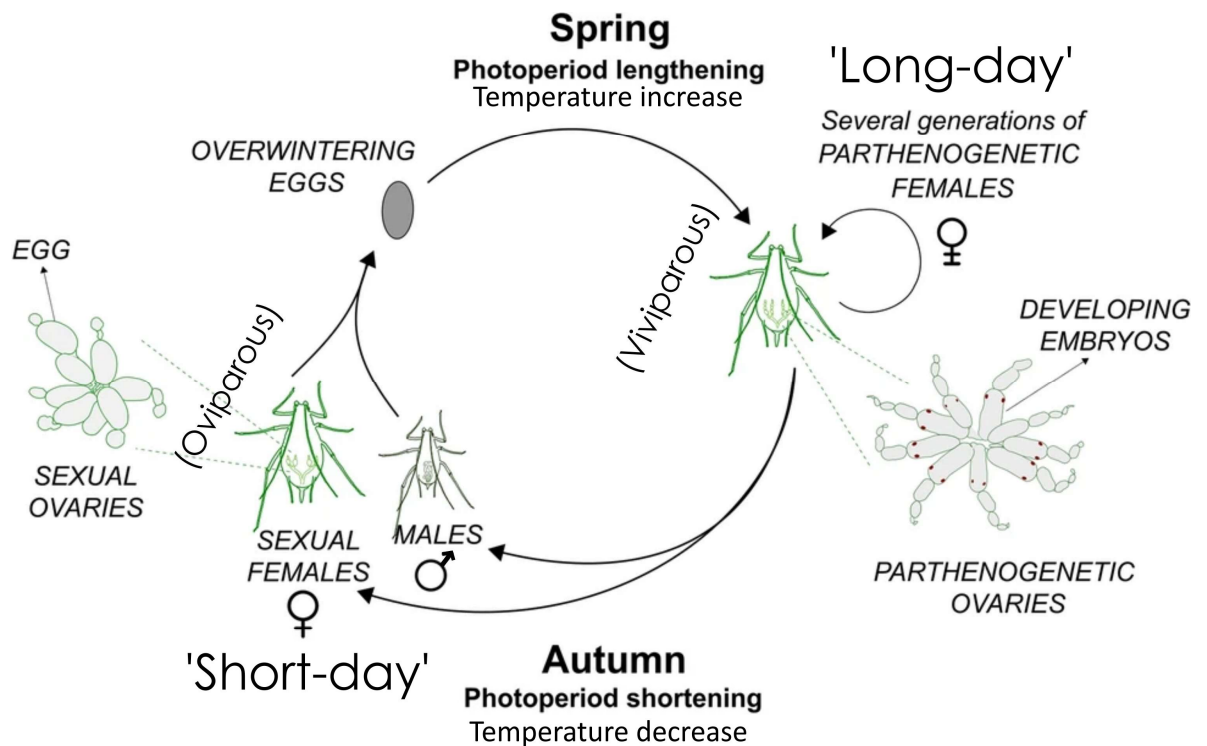 Spring
Photoperiod lengthening
Temperature increase
'Long-day'
Several generations of
PARTHENOGENETIC
FEMALES
OVERWINTERING
EGGS
(Viviparous)
EGG
(Oviparous)
DEVELOPING
EMBRYOS
SEXUAL
OVARIES
SEXUAL
FEMALES
MALES
PARTHENOGENETIC
OVARIES
'Short-day'
Autumn
Photoperiod shortening
Temperature decrease